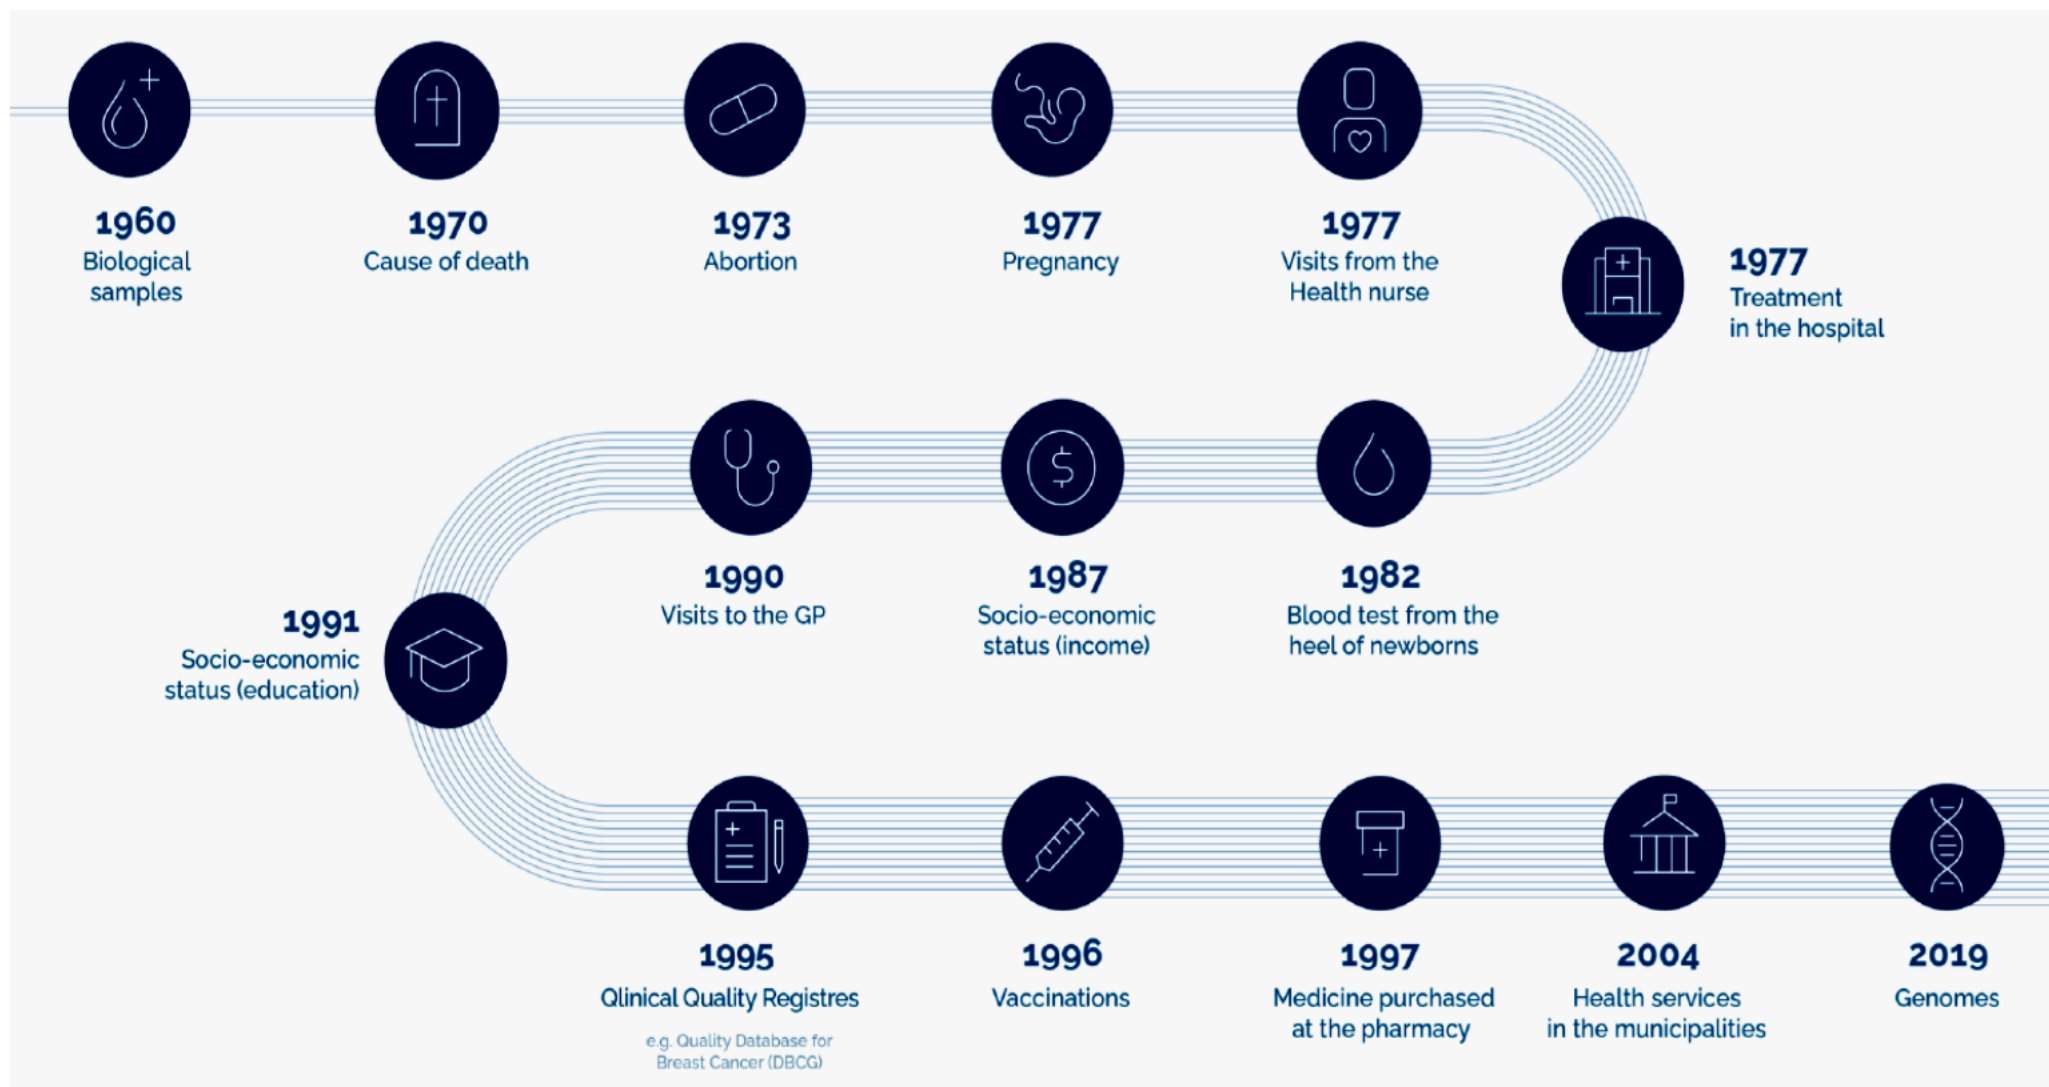 1960
Biological
samples
1970
Cause of death
1973
Abortion
1977
Pregnancy
1977
Visits from the
Health nurse
1977
Treatment
in the hospital
1982
Blood test from the
heel of newborns
1987
Socio-economic
status (income)
1990
Visits to the GP
1991
Socio-economic
status (education)
1995
Qlinical Quality Registres
e.g. Quality Database for
Breast Cancer (DBCG)
1996
Vaccinations
1997
Medicine purchased
at the pharmacy
2004
Health services
in the municipalities
2019
Genomes